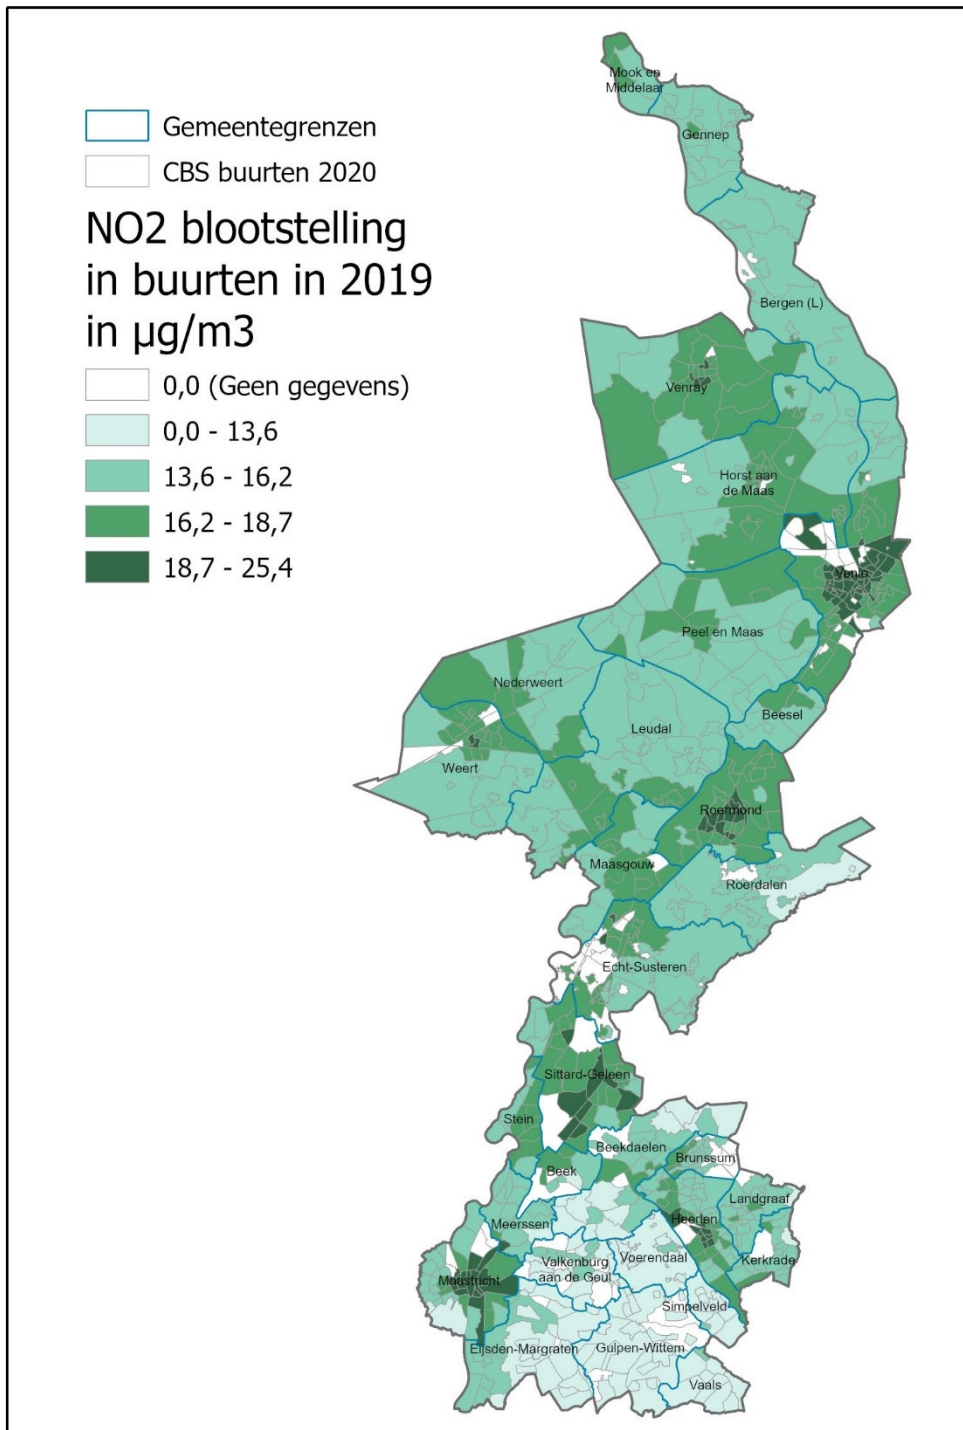 Gemeentegrenzen
CBS buurten 2020
NO2 blootstelling
in buurten in 2019
in µg/m3
0,0 (Geen gegevens)
0,0 - 13,6
13,6 - 16,2
16,2 - 18,7
18,7 - 25,4
Mook en
Middelaar
Gennep
Bergen (L)
Venray
Horst aan
de Maas
Venlo
Peel en Maas
Nederweert
Beesel
Leudal
Weert
Roermond
Maasgouw
Roerdalen
Echt-Susteren
Sittard-Geleen
Stein
Beekdaelen
Brunssum
Beek
Landgraaf
Meerssen
Heerlen
Voerendaal
Kerkrade
Valkenburg
aan de Geul
Maastricht
Simpelveld
Eijsden-Margraten
Gulpen-Wittem
Vaals